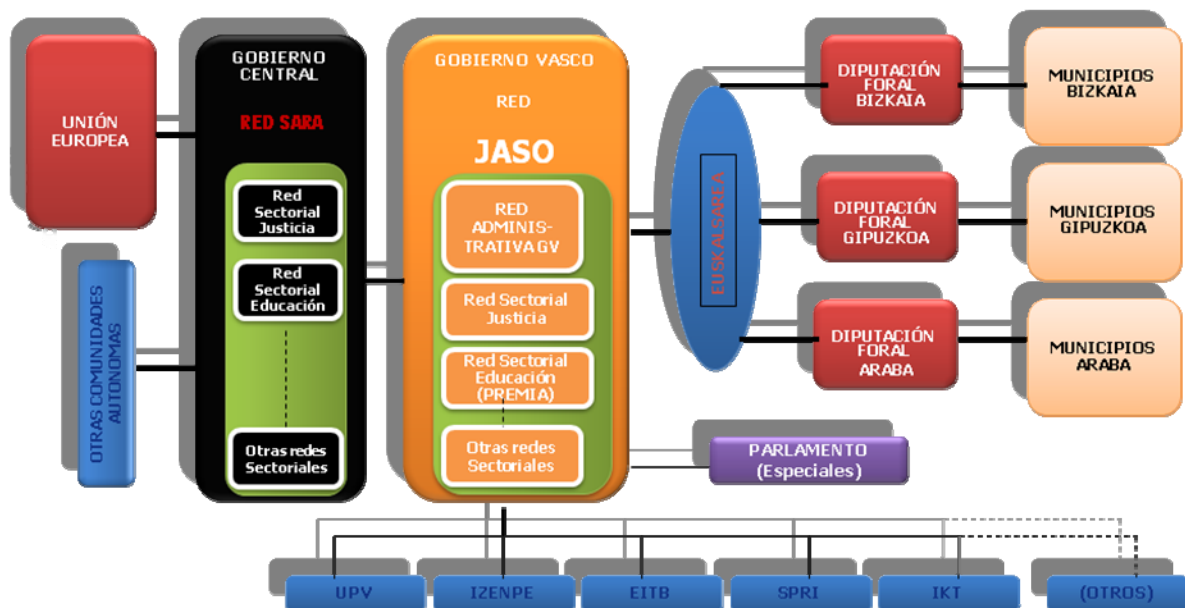 UNIÓN
EUROPEA
OTRAS COMUNIDADES
AUTONOMAS
GOBIERNO
CENTRAL
RED SARA
Red
Sectorial
Justicia
Red
Sectorial
Educación
Otras redes
Sectoriales
GOBIERNO VASCO
RED
JASO
RED
ADMINIS-
TRATIVA GV
Red Sectorial
Justicia
Red Sectorial
Educación
(PREMIA)
Otras redes
Sectoriales
EUSKALSAREA
DIPUTACIÓN
FORAL
BIZKAIA
MUNICIPIOS
BIZKAIA
DIPUTACIÓN
FORAL
GIPUZKOA
MUNICIPIOS
GIPUZKOA
DIPUTACIÓN
FORAL
ARABA
MUNICIPIOS
ARABA
PARLAMENTO
(Especiales)
UPV
IZENPE
EITB
SPRI
IKT
(OTROS)